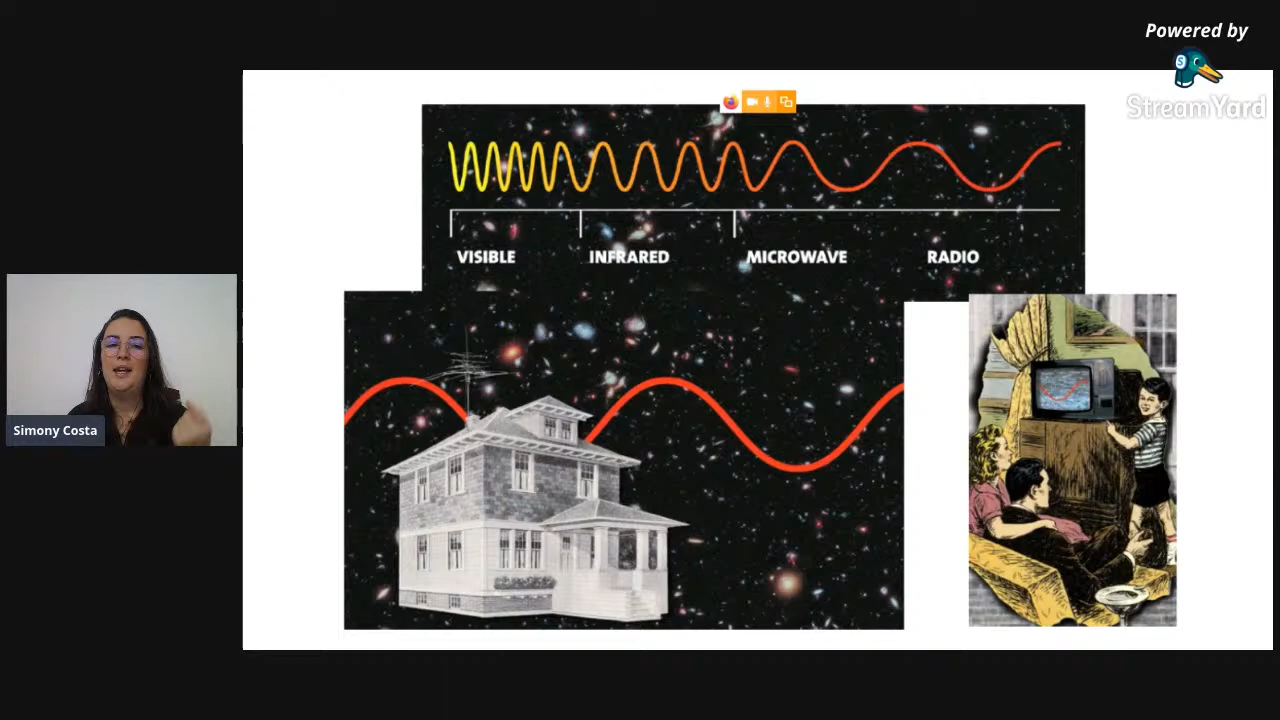 Powered by
StreamYard
VISIBLE
INFRARED
MICROWAVE
RADIO
Simony Costa